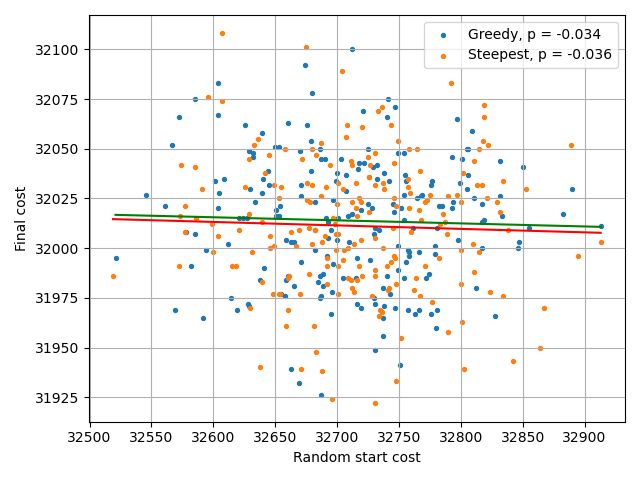 Greedy, p = -0.034
Steepest, p = -0.036
Final cost
32100
32075
32050
32025
32000
31975
31950
31925
32500 32550 32600 32650 32700 32750 32800 32850 32900
Random start cost